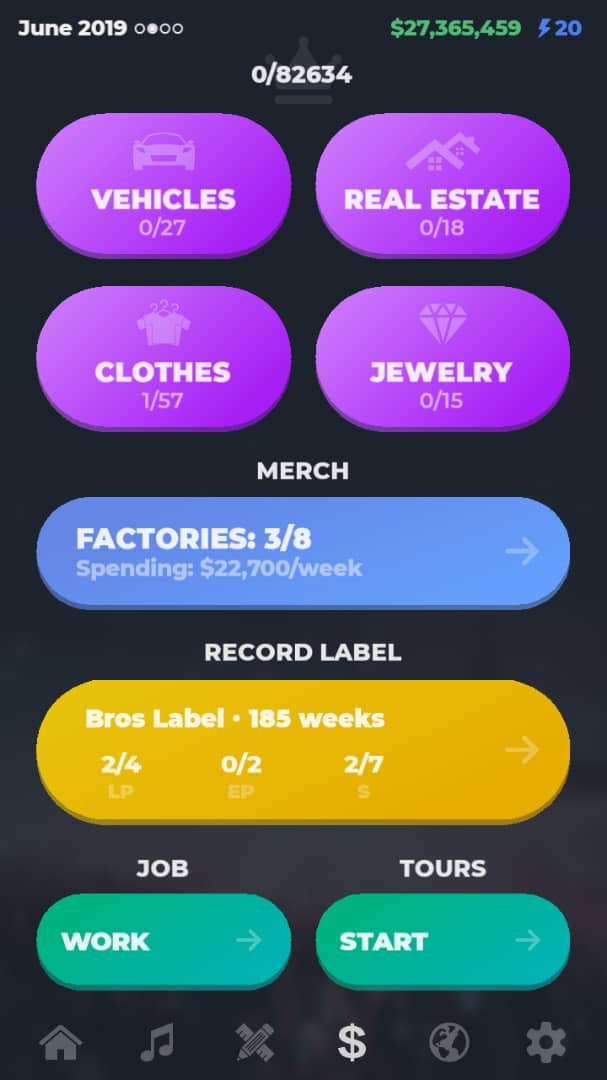 June 2019
$27,365,459 20
0/82634
VEHICLES
0/27
REAL ESTATE
0/18
CLOTHES
1/57
JEWELRY
0/15
MERCH
FACTORIES: 3/8
Spending: $22,700/week
RECORD LABEL
Bros Label • 185 weeks
2/4 0/2 2/7
LP EP S
JOB TOURS
WORK START
$